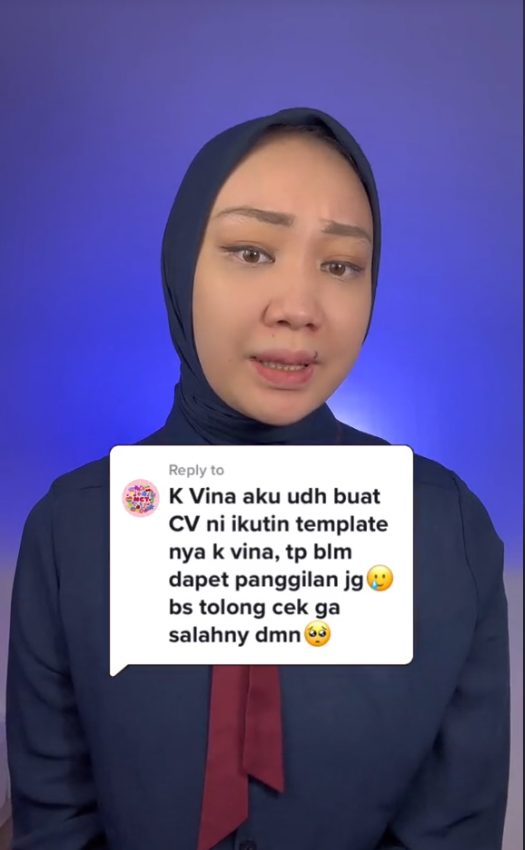 Reply to
K Vina aku udh buat
CV ni ikutin template
nya k vina, tp blm
dapet panggilan jg🥲
bs tolong cek ga
salahny dmn🥺